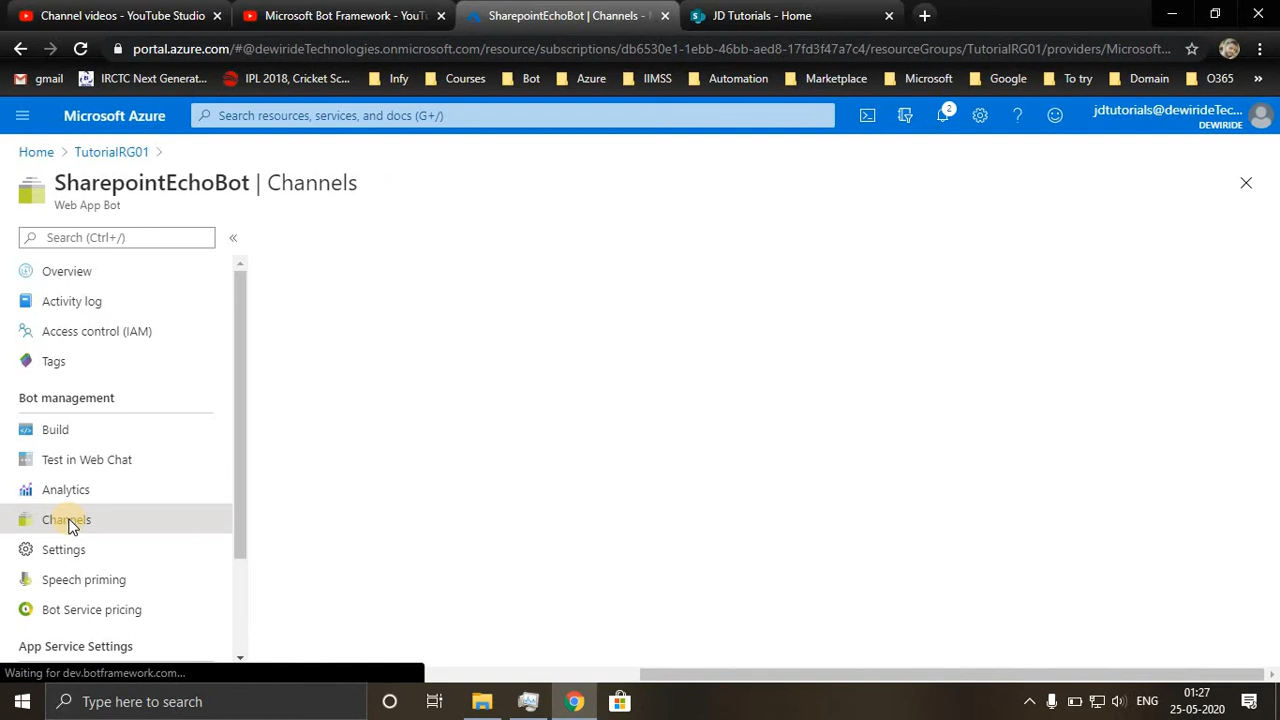 Channel videos - YouTube Studio
Microsoft Bot Framework - YouTu
SharepointEchoBot | Channels -
JD Tutorials - Home
portal.azure.com/#@dewirideTechnologies.onmicrosoft.com/resource/subscriptions/db6530e1-1ebb-46bb-aed8-17fd3f47a7c4/resourceGroups/TutorialRG01/providers/Microsoft...
gmail
IRCTC Next Generat...
IPL 2018, Cricket Sc...
Infy
Courses
Bot
Azure
IIMSS
Automation
Marketplace
Microsoft
Google
To try
Domain
O365
»
Microsoft Azure
Search resources, services, and docs (G+/)
2
jdtutorials@dewirideTec...
DEWIRIDE
Home > TutorialRG01 >
SharepointEchoBot | Channels
Web App Bot
Search (Ctrl+/)
«
Overview
Activity log
Access control (IAM)
Tags
Bot management
Build
Test in Web Chat
Analytics
Channels
Settings
Speech priming
Bot Service pricing
App Service Settings
Waiting for dev.botframework.com...
Type here to search
ENG
01:27
25-05-2020